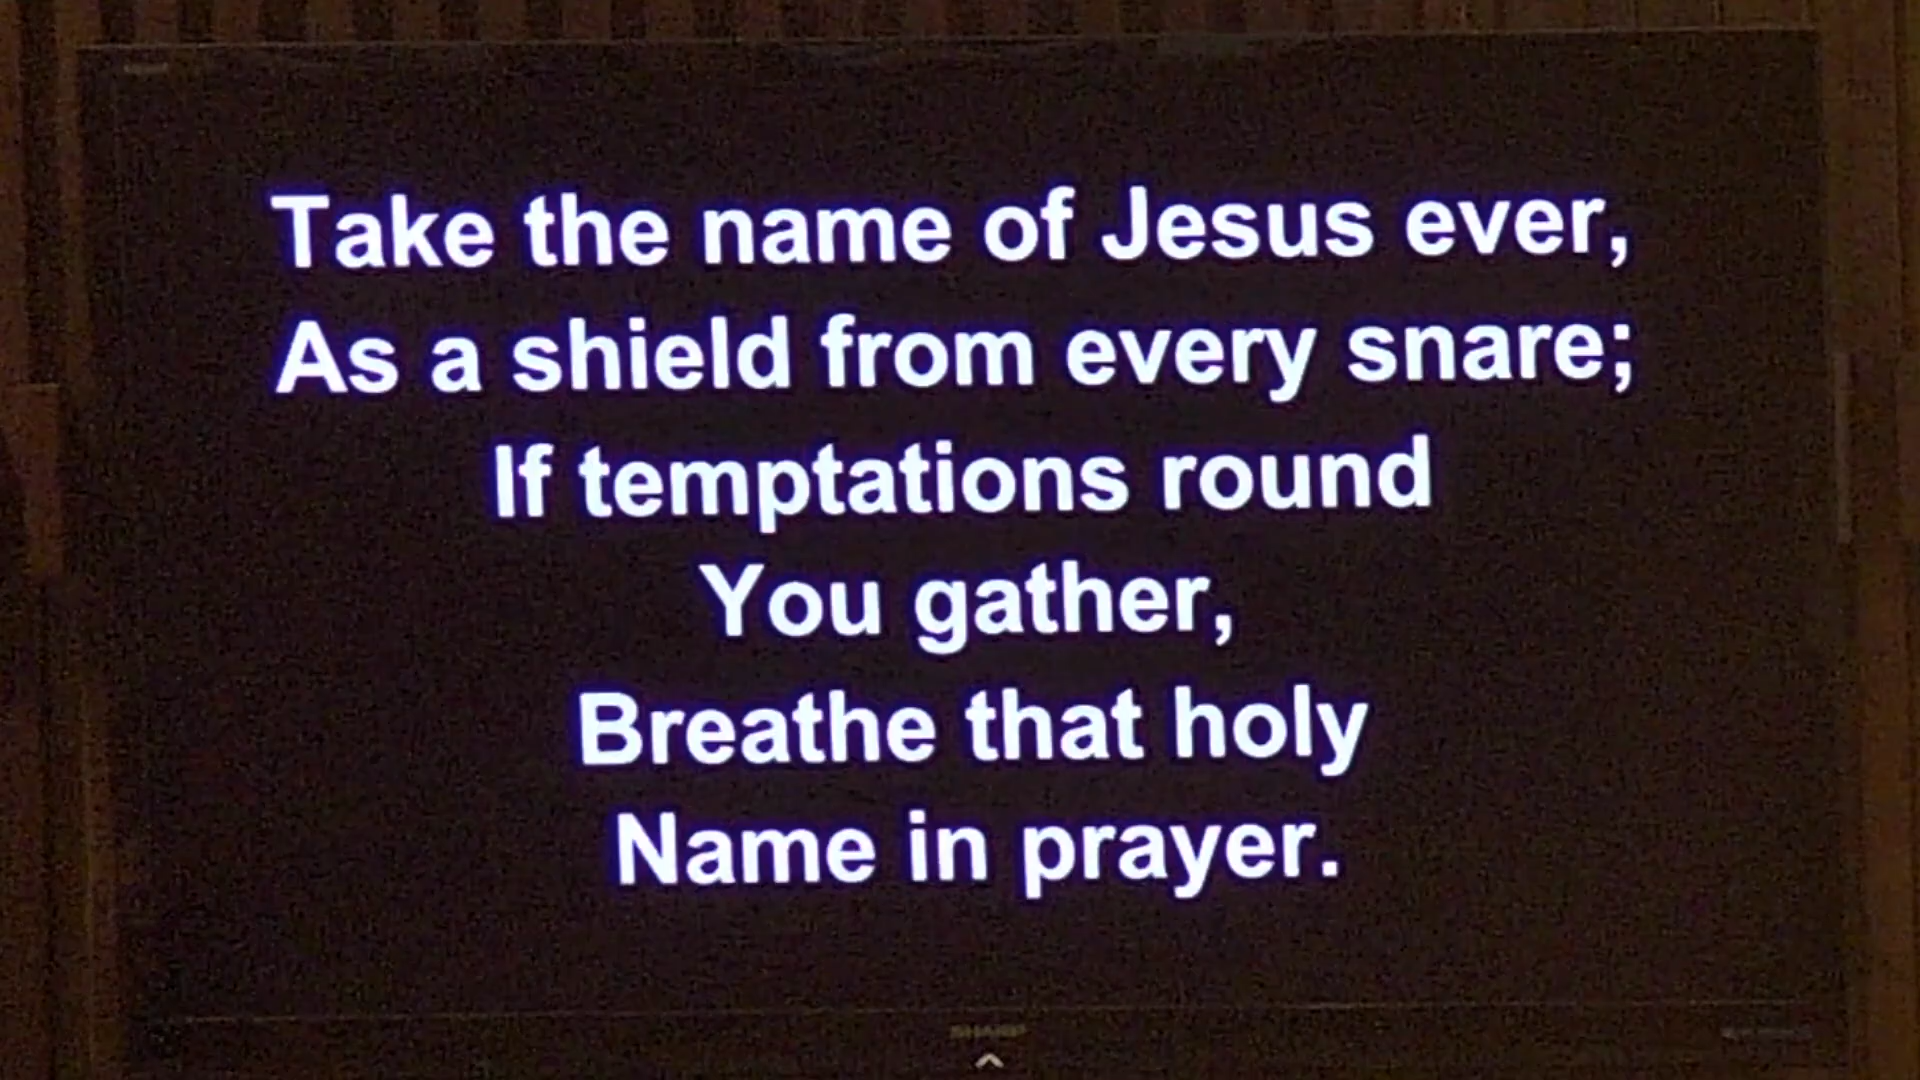 Take the name of Jesus ever,
As a shield from every snare;
If temptations round
You gather,
Breathe that holy
Name in prayer.
SHARP